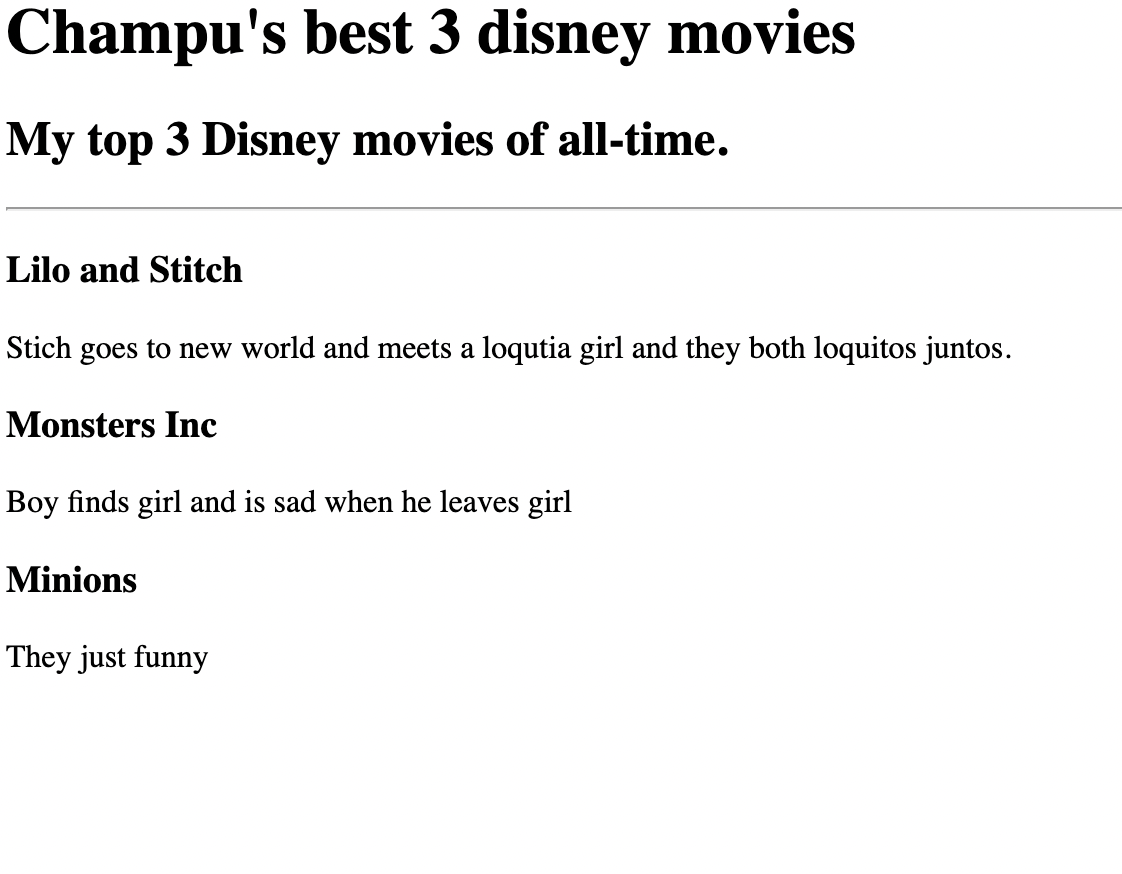 Champu's best 3 disney movies
My top 3 Disney movies of all-time.
Lilo and Stitch
Stich goes to new world and meets a loqutia girl and they both loquitos juntos.
Monsters Inc
Boy finds girl and is sad when he leaves girl
Minions
They just funny